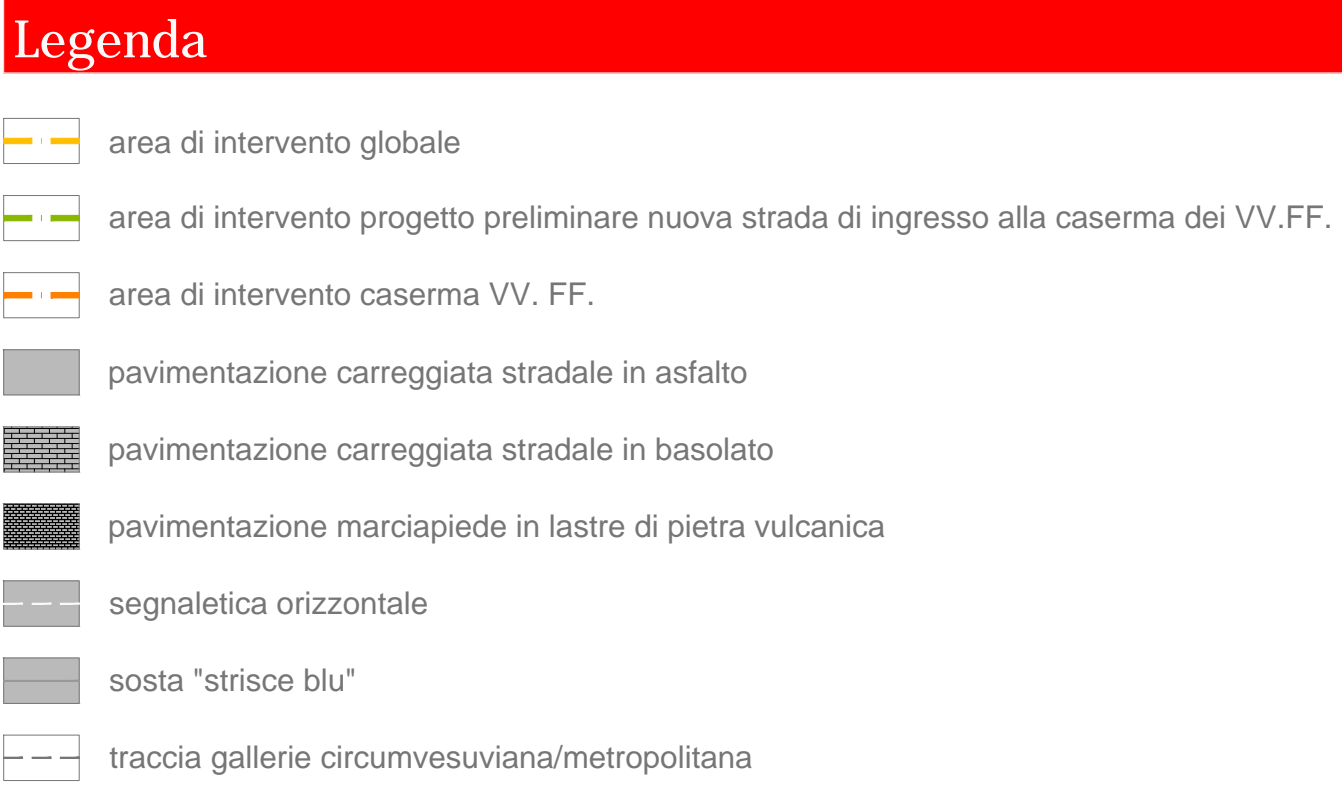 Legenda
area di intervento globale
area di intervento progetto preliminare nuova strada di ingresso alla caserma dei VV.FF.
area di intervento caserma VV. FF.
pavimentazione carreggiata stradale in asfalto
pavimentazione carreggiata stradale in basolato
pavimentazione marciapiede in lastre di pietra vulcanica
segnaletica orizzontale
sosta "strisce blu"
traccia gallerie circumvesuviana/metropolitana